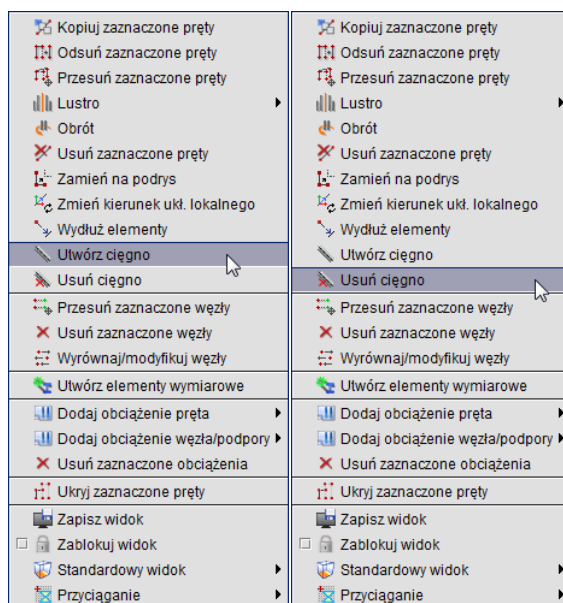 Kopiuj zaznaczone pręty
Odsuń zaznaczone pręty
Przesuń zaznaczone pręty
Lustro
Obrót
Usuń zaznaczone pręty
Zamień na podrys
Zmień kierunek ukł. lokalnego
Wydłuż elementy
Utwórz cięgno
Usuń cięgno
Przesuń zaznaczone węzły
Usuń zaznaczone węzły
Wyrównaj/modyfikuj węzły
Utwórz elementy wymiarowe
Dodaj obciążenie pręta
Dodaj obciążenie węzła/podpory
Usuń zaznaczone obciążenia
Ukryj zaznaczone pręty
Zapisz widok
Zablokuj widok
Standardowy widok
Przyciąganie
Kopiuj zaznaczone pręty
Odsuń zaznaczone pręty
Przesuń zaznaczone pręty
Lustro
Obrót
Usuń zaznaczone pręty
Zamień na podrys
Zmień kierunek ukł. lokalnego
Wydłuż elementy
Utwórz cięgno
Usuń cięgno
Przesuń zaznaczone węzły
Usuń zaznaczone węzły
Wyrównaj/modyfikuj węzły
Utwórz elementy wymiarowe
Dodaj obciążenie pręta
Dodaj obciążenie węzła/podpory
Usuń zaznaczone obciążenia
Ukryj zaznaczone pręty
Zapisz widok
Zablokuj widok
Standardowy widok
Przyciąganie